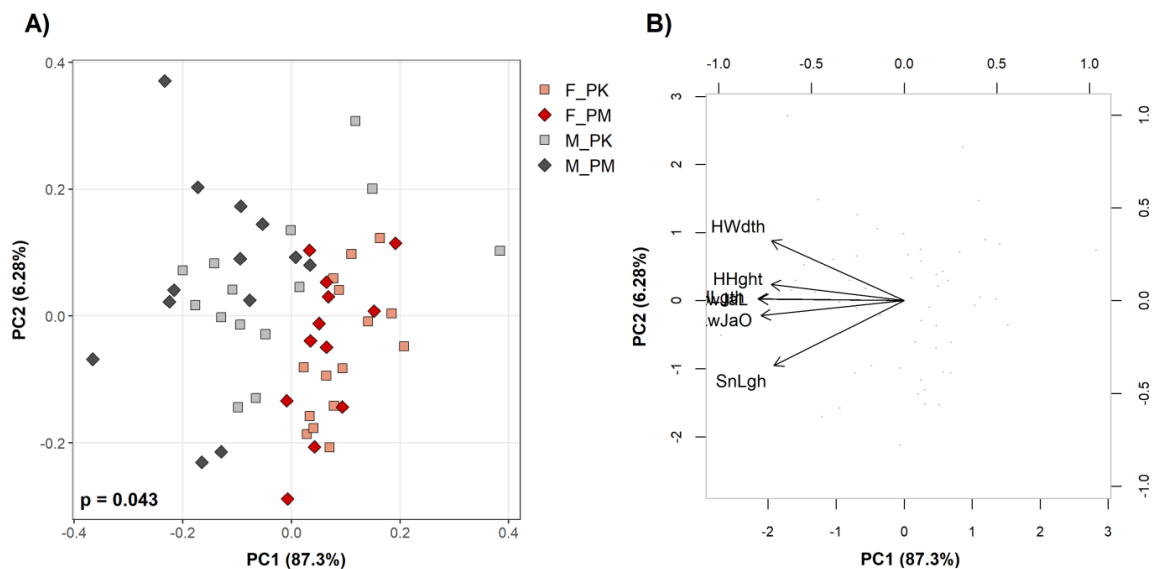 A)
0.4
0.2
0.0
-0.2
-0.4
-0.2
0.0
0.2
0.4
PC2 (6.28%)
PC1 (87.3%)
p = 0.043
F_PK
F_PM
M_PK
M_PM
B)
-1.0
-0.5
0.0
0.5
1.0
3
2
1
0
-1
-2
PC2 (6.28%)
HWdth
HHght
wJaO
SnLgh
1.0
0.5
0.0
-0.5
-1.0
-2
-1
0
1
2
3
PC1 (87.3%)